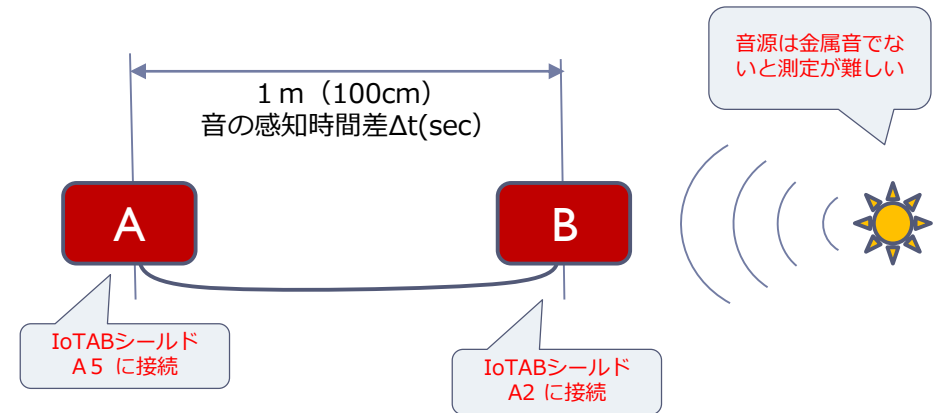 音源は金属音でな
いと測定が難しい
１ｍ（100cm）
音の感知時間差Δt(sec）
A
B
IoTABシールド
A５ に接続
IoTABシールド
A2 に接続